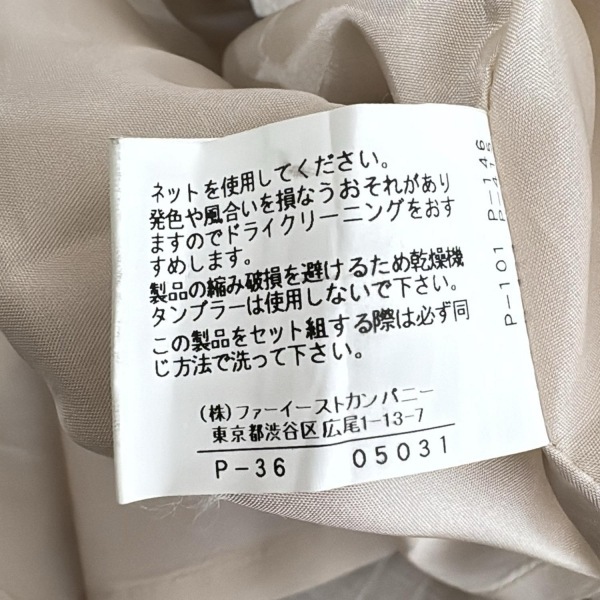 ネットを使用してください。
発色や風合いを損なうおそれがあり
ますのでドライクリーニングをおす
すめします。
製品の縮み破損を避けるため乾燥機
タンブラーは使用しないで下さい。
この製品をセット組する際は必ず同
じ方法で洗って下さい。
(株)ファーイーストカンパニー
東京都渋谷区広尾1-13-7
P-36 05031
P-101 P-146